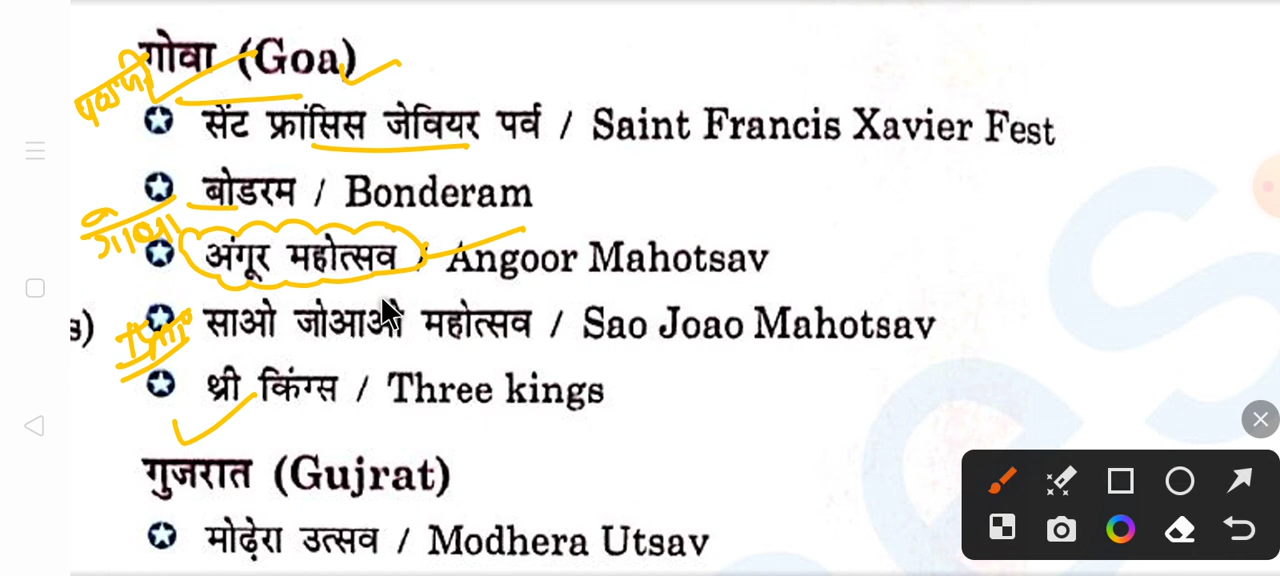 गोवा (Goa)
सेंट फ्रांसिस जेवियर पर्व / Saint Francis Xavier Fest
बोडरम / Bonderam
गोवा
अंगूर महोत्सव / Angoor Mahotsav
s) साओ जोआओ महोत्सव / Sao Joao Mahotsav
थ्री किंग्स / Three kings
गुजरात (Gujrat)
मोढ़ेरा उत्सव / Modhera Utsav